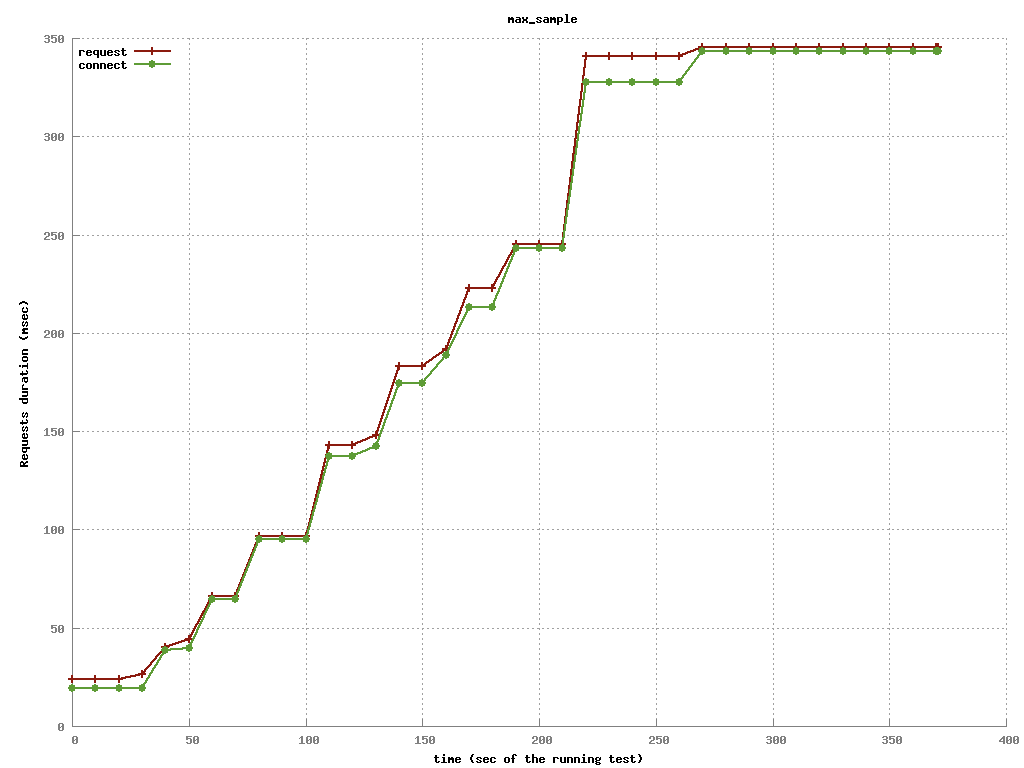 max_sample
350
request
connect
300
250
200
150
100
50
0
Requests duration (msec)
0 50 100 150 200 250 300 350 400
time (sec of the running test)